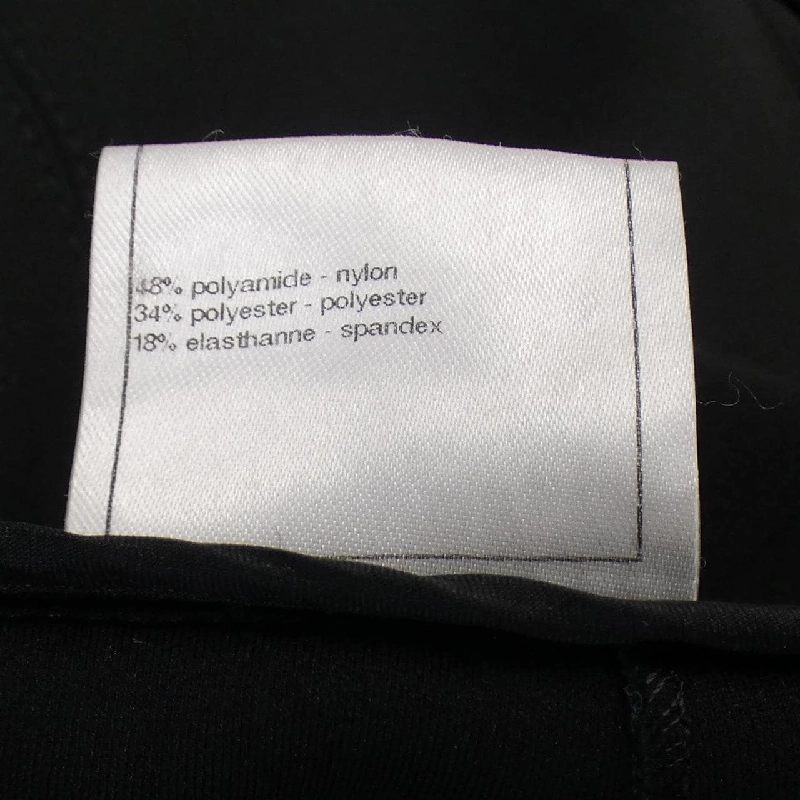 48% polyamide - nylon
34% polyester - polyester
18% elasthanne - spandex